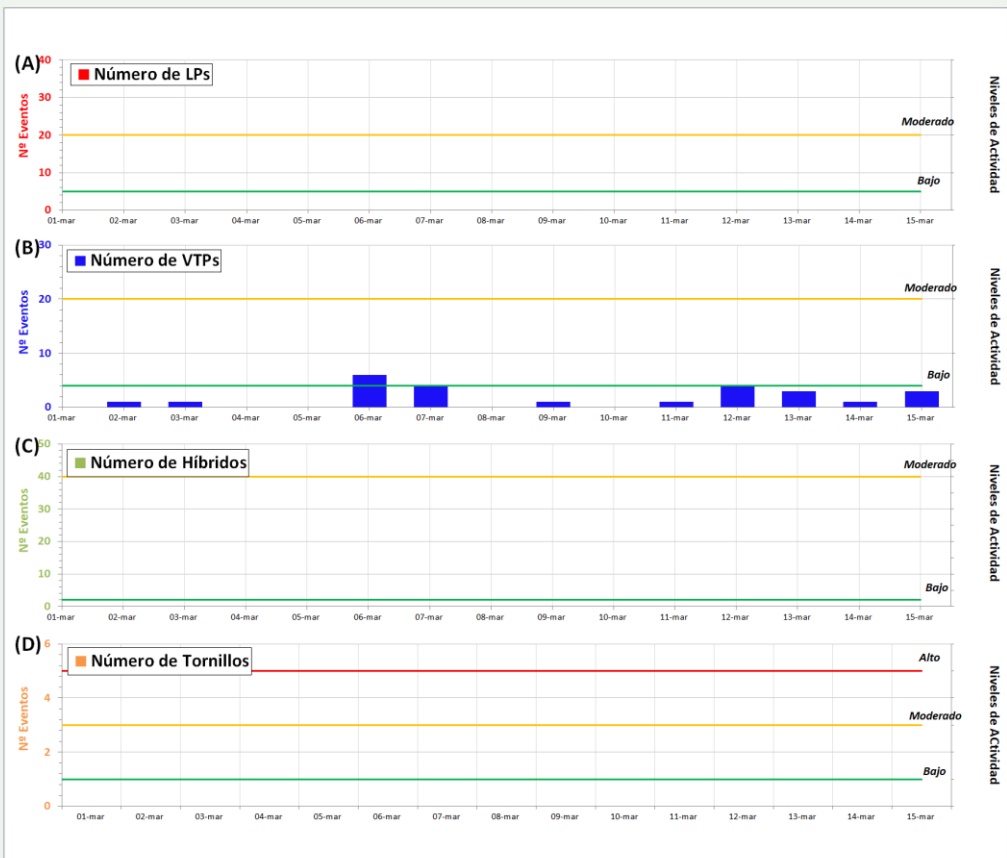 (A)
40
30
20
10
0
Nº Eventos
Número de LPs
Moderado
Bajo
Niveles de Actividad
01-mar 02-mar 03-mar 04-mar 05-mar 06-mar 07-mar 08-mar 09-mar 10-mar 11-mar 12-mar 13-mar 14-mar 15-mar
(B)
30
20
10
0
Nº Eventos
Número de VTPs
Moderado
Bajo
Niveles de Actividad
01-mar 02-mar 03-mar 04-mar 05-mar 06-mar 07-mar 08-mar 09-mar 10-mar 11-mar 12-mar 13-mar 14-mar 15-mar
(C)
50
40
30
20
10
0
Nº Eventos
Número de Híbridos
Moderado
Bajo
Niveles de Actividad
01-mar 02-mar 03-mar 04-mar 05-mar 06-mar 07-mar 08-mar 09-mar 10-mar 11-mar 12-mar 13-mar 14-mar 15-mar
(D)
6
4
2
0
Nº Eventos
Número de Tornillos
Alto
Moderado
Bajo
Niveles de ACtividad
01-mar 02-mar 03-mar 04-mar 05-mar 06-mar 07-mar 08-mar 09-mar 10-mar 11-mar 12-mar 13-mar 14-mar 15-mar